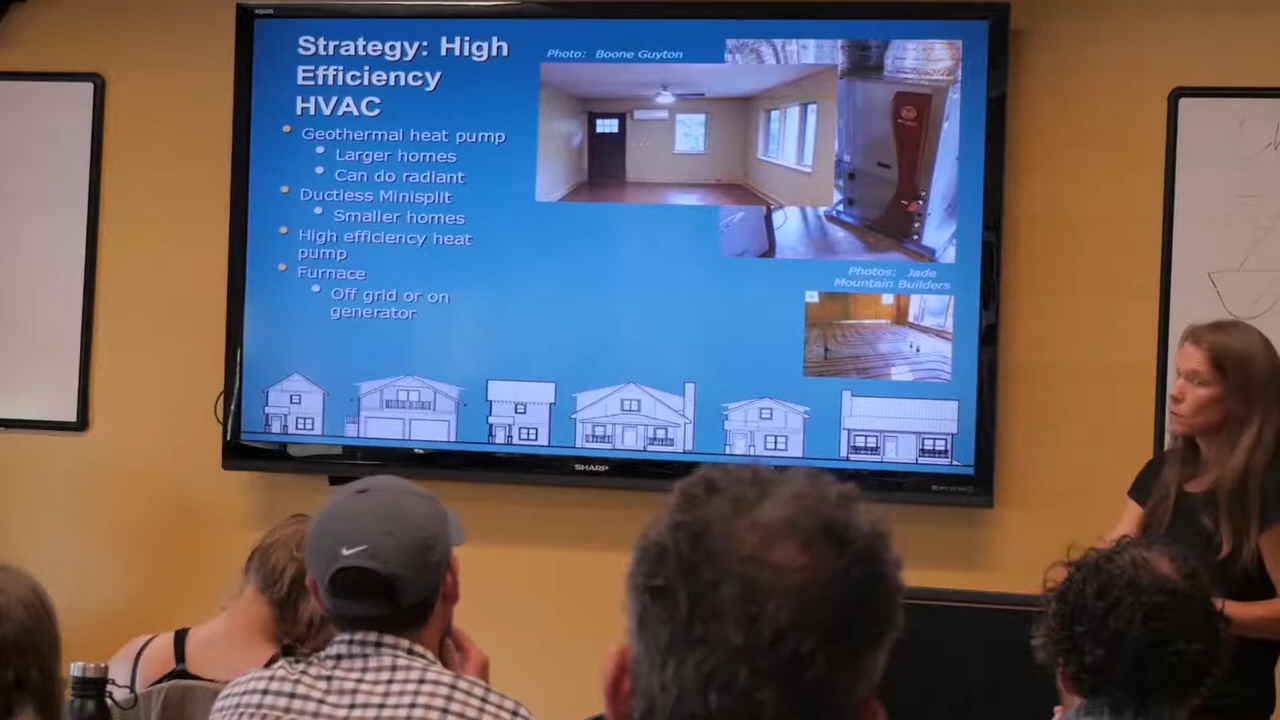 AQUOS
Strategy: High
Efficiency
HVAC
Geothermal heat pump
Larger homes
Can do radiant
Ductless Minisplit
Smaller homes
High efficiency heat
pump
Furnace
Off grid or on
generator
Photo: Boone Guyton
Photos: Jade
Mountain Builders
SHARP